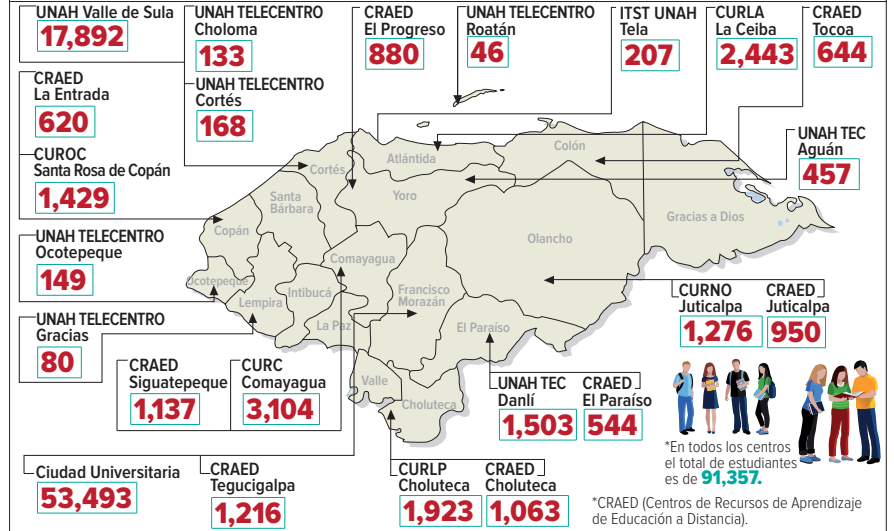 UNAH Valle de Sula
17,892
UNAH TELECENTRO
Choloma
133
UNAH TELECENTRO
Cortés
168
CRAED
El Progreso
880
UNAH TELECENTRO
Roatán
46
ITST UNAH
Tela
207
CURLA
La Ceiba
2,443
CRAED
Tocoa
644
UNAH TEC
Aguán
457
CRAED
La Entrada
620
CUROC
Santa Rosa de Copán
1,429
UNAH TELECENTRO
Ocotepeque
149
UNAH TELECENTRO
Gracias
80
Cortés
Atlántida
Colón
Santa
Bárbara
Yoro
Copán
Gracias a Dios
Olancho
Comayagua
Ocotepeque
Lempira
Intibucá
Francisco
Morazán
La Paz
El Paraíso
Valle
Choluteca
CRAED
Siguatepeque
1,137
CURC
Comayagua
3,104
CURNO
Juticalpa
1,276
CRAED
Juticalpa
950
UNAH TEC
Danlí
1,503
CRAED
El Paraíso
544
Ciudad Universitaria
53,493
CRAED
Tegucigalpa
1,216
CURLP
Choluteca
1,923
CRAED
Choluteca
1,063
*En todos los centros
el total de estudiantes
es de 91,357.
*CRAED (Centros de Recursos de Aprendizaje
de Educación a Distancia).